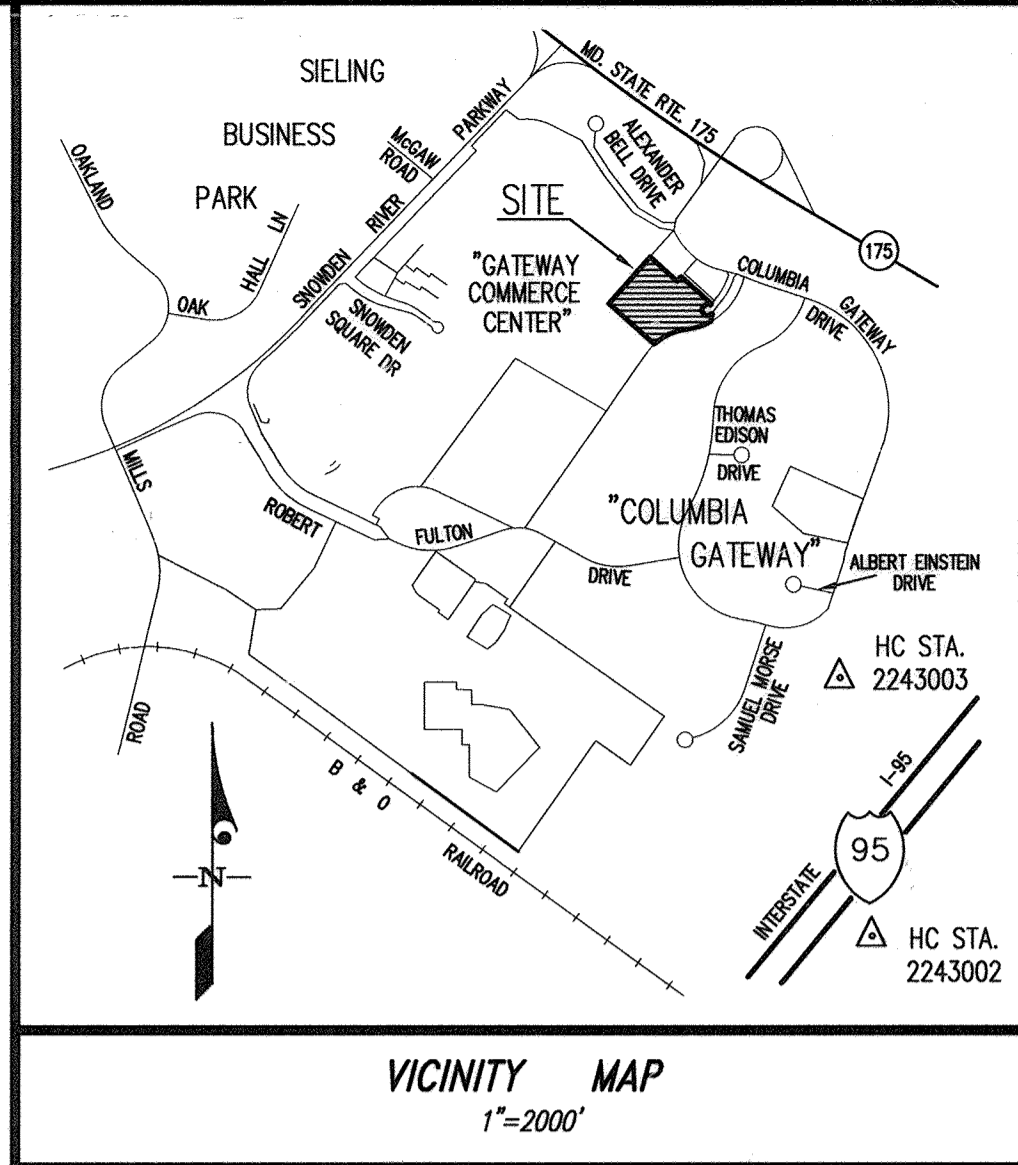 SIELING
BUSINESS
PARK
MD. STATE RTE. 175
PARKWAY
McGAW
ROAD
ALEXANDER
BELL DRIVE
OAKLAND
SITE
RIVER
HALL LN
175
"GATEWAY
COMMERCE
CENTER"
COLUMBIA
SNOWDEN
OAK
GATEWAY
DRIVE
SNOWDEN
SQUARE DR
THOMAS
EDISON
DRIVE
MILLS
ROBERT
"COLUMBIA
GATEWAY"
FULTON
DRIVE
ALBERT EINSTEIN
DRIVE
HC STA.
2243003
SAMUEL MORSE
DRIVE
ROAD
B & O
RAILROAD
I-95
95
INTERSTATE
N
HC STA.
2243002
VICINITY MAP
1"=2000'